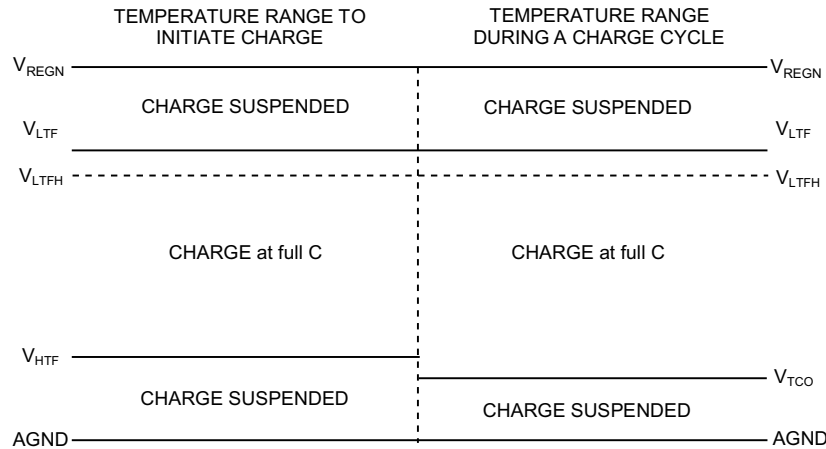 TEMPERATURE RANGE TO
INITIATE CHARGE
TEMPERATURE RANGE
DURING A CHARGE CYCLE
VREGN
VREGN
CHARGE SUSPENDED
CHARGE SUSPENDED
VLTF
VLTF
VLTFH
VLTFH
CHARGE at full C
CHARGE at full C
VHTF
VTCO
CHARGE SUSPENDED
CHARGE SUSPENDED
AGND
AGND